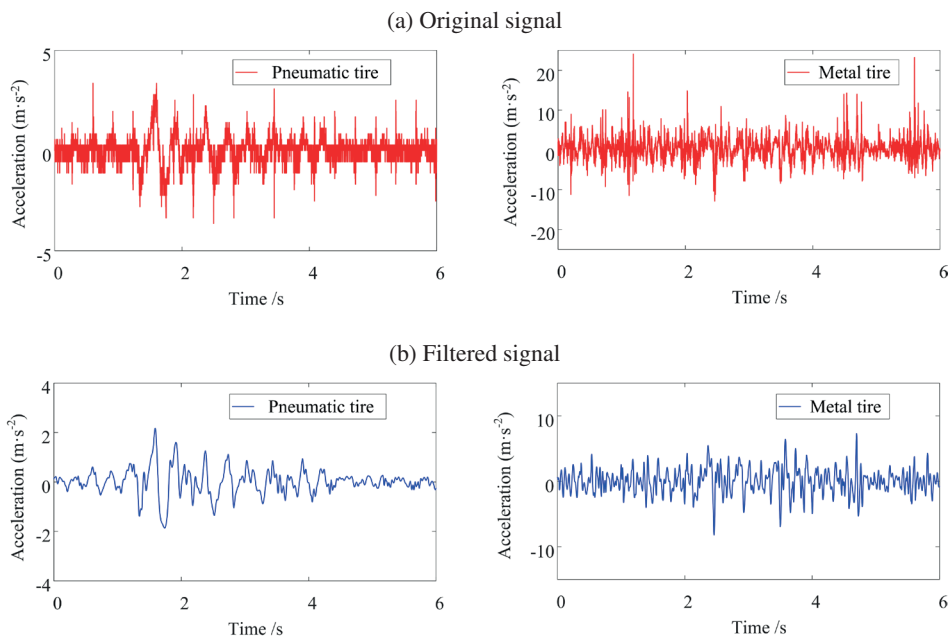 (a) Original signal
5
0
-5
Acceleration (m·s⁻²)
Pneumatic tire
0 2 4 6
Time /s
20
10
0
-10
-20
Acceleration (m·s⁻²)
Metal tire
0 2 4 6
Time /s
(b) Filtered signal
4
2
0
-2
-4
Acceleration (m·s⁻²)
Pneumatic tire
0 2 4 6
Time /s
10
0
-10
Acceleration (m·s⁻²)
Metal tire
0 2 4 6
Time /s